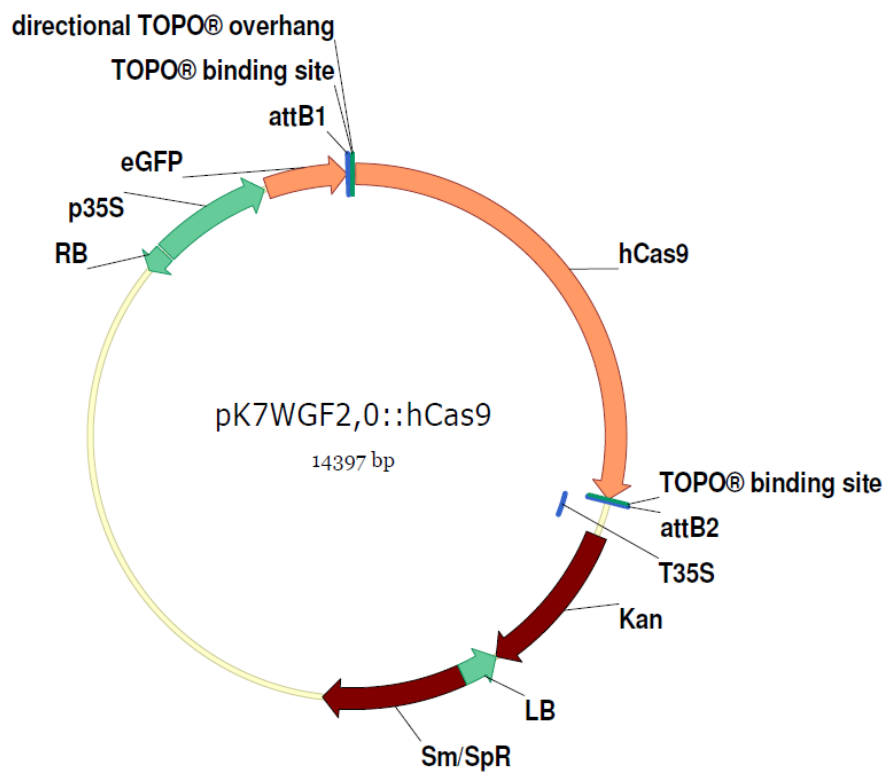 directional TOPO® overhang
TOPO® binding site
attB1
eGFP
p35S
RB
hCas9
pK7WGF2,0::hCas9
14397 bp
TOPO® binding site
attB2
T35S
Kan
LB
Sm/SpR